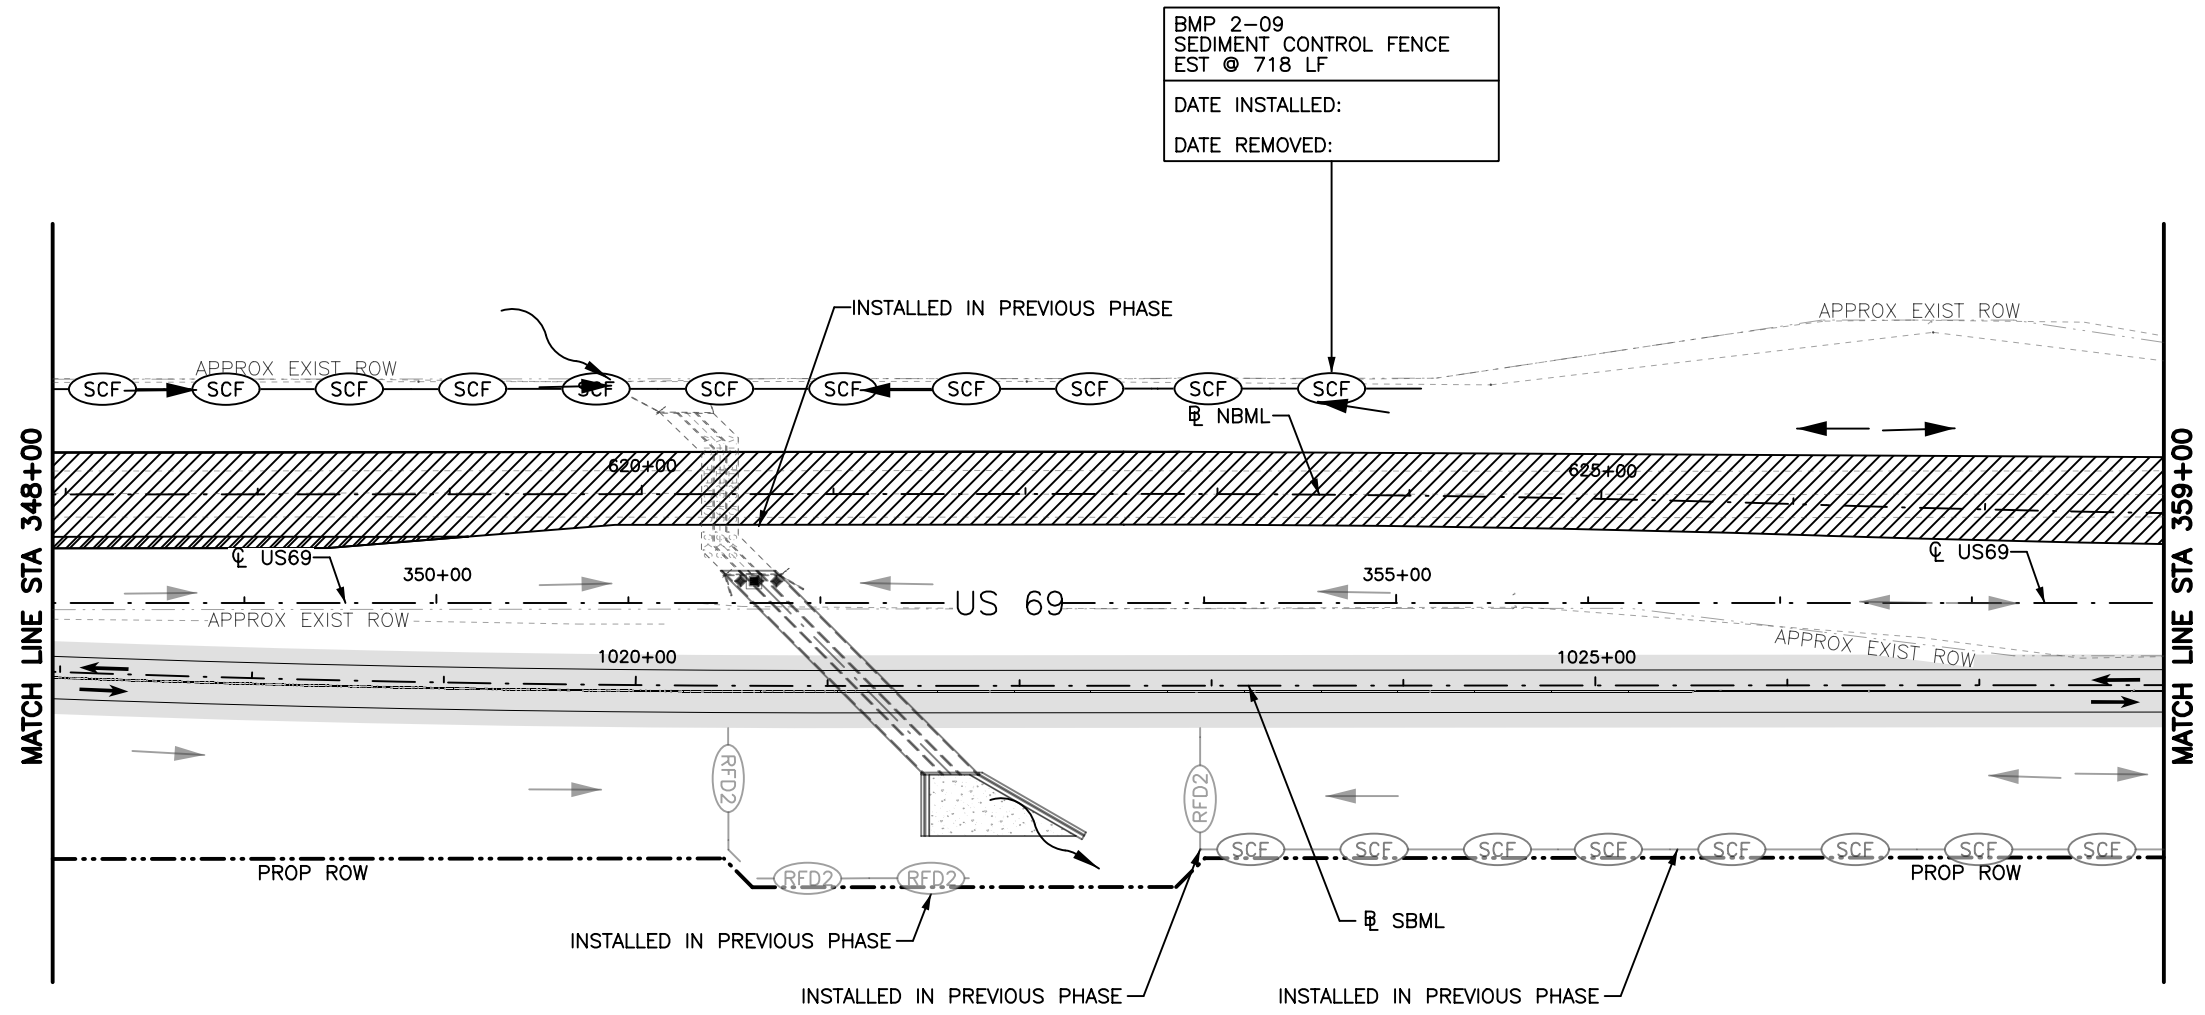 BMP 2-09
SEDIMENT CONTROL FENCE
EST @ 718 LF
DATE INSTALLED:
DATE REMOVED:
INSTALLED IN PREVIOUS PHASE
APPROX EXIST ROW
APPROX EXIST ROW
SCF SCF SCF SCF SCF SCF SCF SCF SCF SCF SCF
℄ NBML
MATCH LINE STA 348+00
MATCH LINE STA 359+00
620+00
625+00
℄ US69
℄ US69
350+00
355+00
US 69
APPROX EXIST ROW
APPROX EXIST ROW
1020+00
1025+00
RFD2
RFD2
SCF SCF SCF SCF SCF SCF SCF SCF
PROP ROW
PROP ROW
RFD2 RFD2
℄ SBML
INSTALLED IN PREVIOUS PHASE
INSTALLED IN PREVIOUS PHASE
INSTALLED IN PREVIOUS PHASE